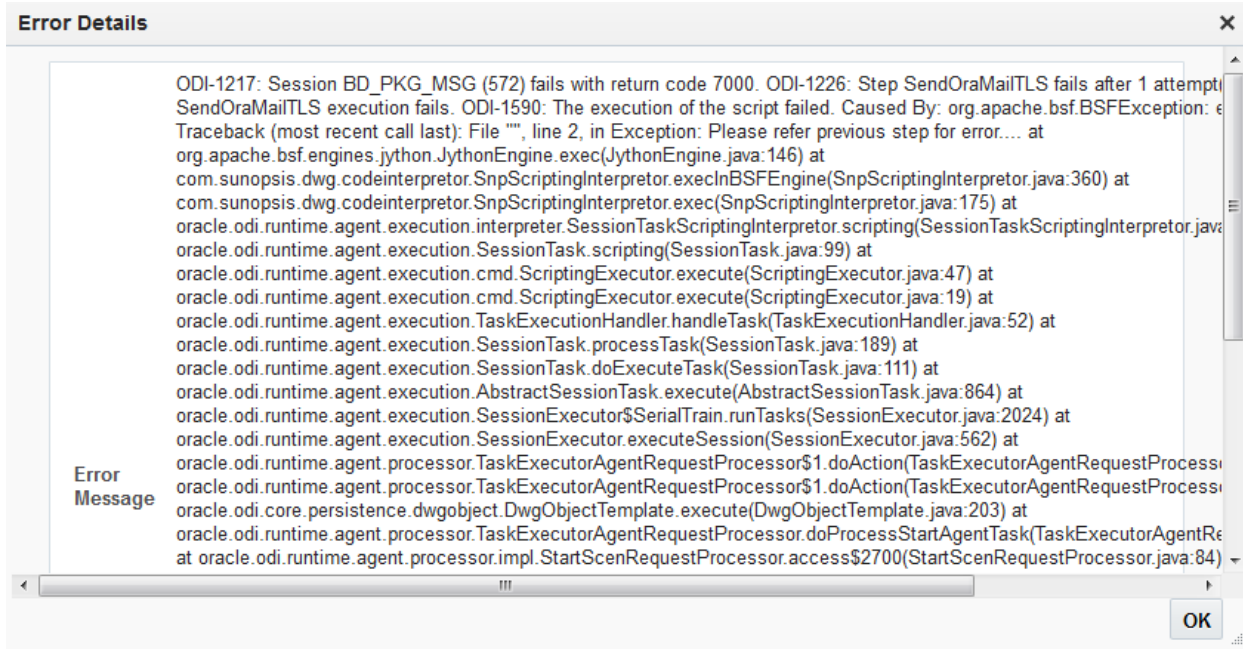 Error Details
ODI-1217: Session BD_PKG_MSG (572) fails with return code 7000. ODI-1226: Step SendOraMailTLS fails after 1 attempt(
SendOraMailTLS execution fails. ODI-1590: The execution of the script failed. Caused By: org.apache.bsf.BSFException: e
Traceback (most recent call last): File "", line 2, in Exception: Please refer previous step for error.... at
org.apache.bsf.engines.jython.JythonEngine.exec(JythonEngine.java:146) at
com.sunopsis.dwg.codeinterpretor.SnpScriptingInterpretor.execInBSFEngine(SnpScriptingInterpretor.java:360) at
com.sunopsis.dwg.codeinterpretor.SnpScriptingInterpretor.exec(SnpScriptingInterpretor.java:175) at
oracle.odi.runtime.agent.execution.interpreter.SessionTaskScriptingInterpretor.scripting(SessionTaskScriptingInterpretor.java
oracle.odi.runtime.agent.execution.SessionTask.scripting(SessionTask.java:99) at
oracle.odi.runtime.agent.execution.cmd.ScriptingExecutor.execute(ScriptingExecutor.java:47) at
oracle.odi.runtime.agent.execution.cmd.ScriptingExecutor.execute(ScriptingExecutor.java:19) at
oracle.odi.runtime.agent.execution.TaskExecutionHandler.handleTask(TaskExecutionHandler.java:52) at
oracle.odi.runtime.agent.execution.SessionTask.processTask(SessionTask.java:189) at
oracle.odi.runtime.agent.execution.SessionTask.doExecuteTask(SessionTask.java:111) at
oracle.odi.runtime.agent.execution.AbstractSessionTask.execute(AbstractSessionTask.java:864) at
oracle.odi.runtime.agent.execution.SessionExecutor$SerialTrain.runTasks(SessionExecutor.java:2024) at
oracle.odi.runtime.agent.execution.SessionExecutor.executeSession(SessionExecutor.java:562) at
oracle.odi.runtime.agent.processor.TaskExecutorAgentRequestProcessor$1.doAction(TaskExecutorAgentRequestProcesso
oracle.odi.runtime.agent.processor.TaskExecutorAgentRequestProcessor$1.doAction(TaskExecutorAgentRequestProcesso
oracle.odi.core.persistence.dwgobject.DwgObjectTemplate.execute(DwgObjectTemplate.java:203) at
oracle.odi.runtime.agent.processor.TaskExecutorAgentRequestProcessor.doProcessStartAgentTask(TaskExecutorAgentRe
at oracle.odi.runtime.agent.processor.impl.StartScenRequestProcessor.access$2700(StartScenRequestProcessor.java:84)
Error
Message
OK